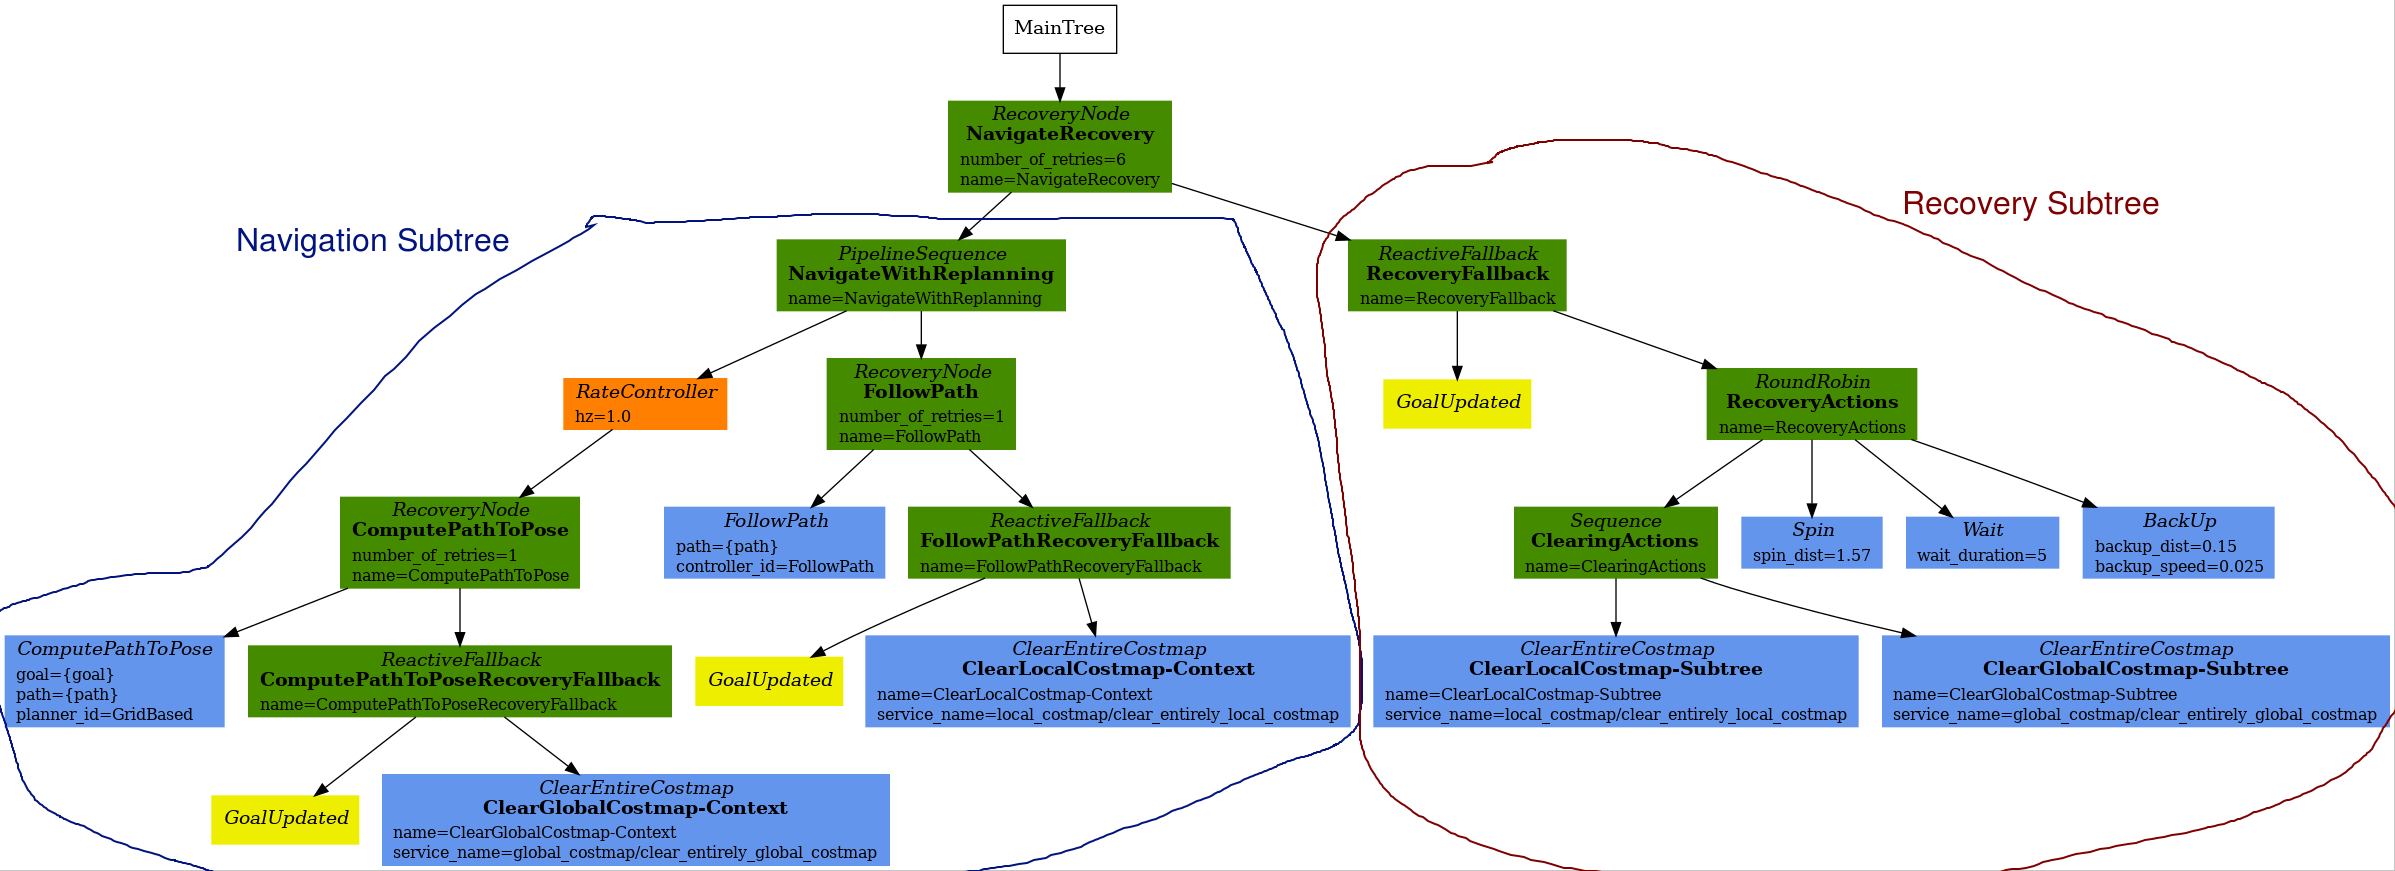 MainTree
RecoveryNode
NavigateRecovery
number_of_retries=6
name=NavigateRecovery
Navigation Subtree
Recovery Subtree
PipelineSequence
NavigateWithReplanning
name=NavigateWithReplanning
ReactiveFallback
RecoveryFallback
name=RecoveryFallback
RateController
hz=1.0
RecoveryNode
FollowPath
number_of_retries=1
name=FollowPath
GoalUpdated
RoundRobin
RecoveryActions
name=RecoveryActions
RecoveryNode
ComputePathToPose
number_of_retries=1
name=ComputePathToPose
FollowPath
path={path}
controller_id=FollowPath
ReactiveFallback
FollowPathRecoveryFallback
name=FollowPathRecoveryFallback
Sequence
ClearingActions
name=ClearingActions
Spin
spin_dist=1.57
Wait
wait_duration=5
BackUp
backup_dist=0.15
backup_speed=0.025
ComputePathToPose
goal={goal}
path={path}
planner_id=GridBased
ReactiveFallback
ComputePathToPoseRecoveryFallback
name=ComputePathToPoseRecoveryFallback
GoalUpdated
ClearEntireCostmap
ClearLocalCostmap-Context
name=ClearLocalCostmap-Context
service_name=local_costmap/clear_entirely_local_costmap
ClearEntireCostmap
ClearLocalCostmap-Subtree
name=ClearLocalCostmap-Subtree
service_name=local_costmap/clear_entirely_local_costmap
ClearEntireCostmap
ClearGlobalCostmap-Subtree
name=ClearGlobalCostmap-Subtree
service_name=global_costmap/clear_entirely_global_costmap
GoalUpdated
ClearEntireCostmap
ClearGlobalCostmap-Context
name=ClearGlobalCostmap-Context
service_name=global_costmap/clear_entirely_global_costmap